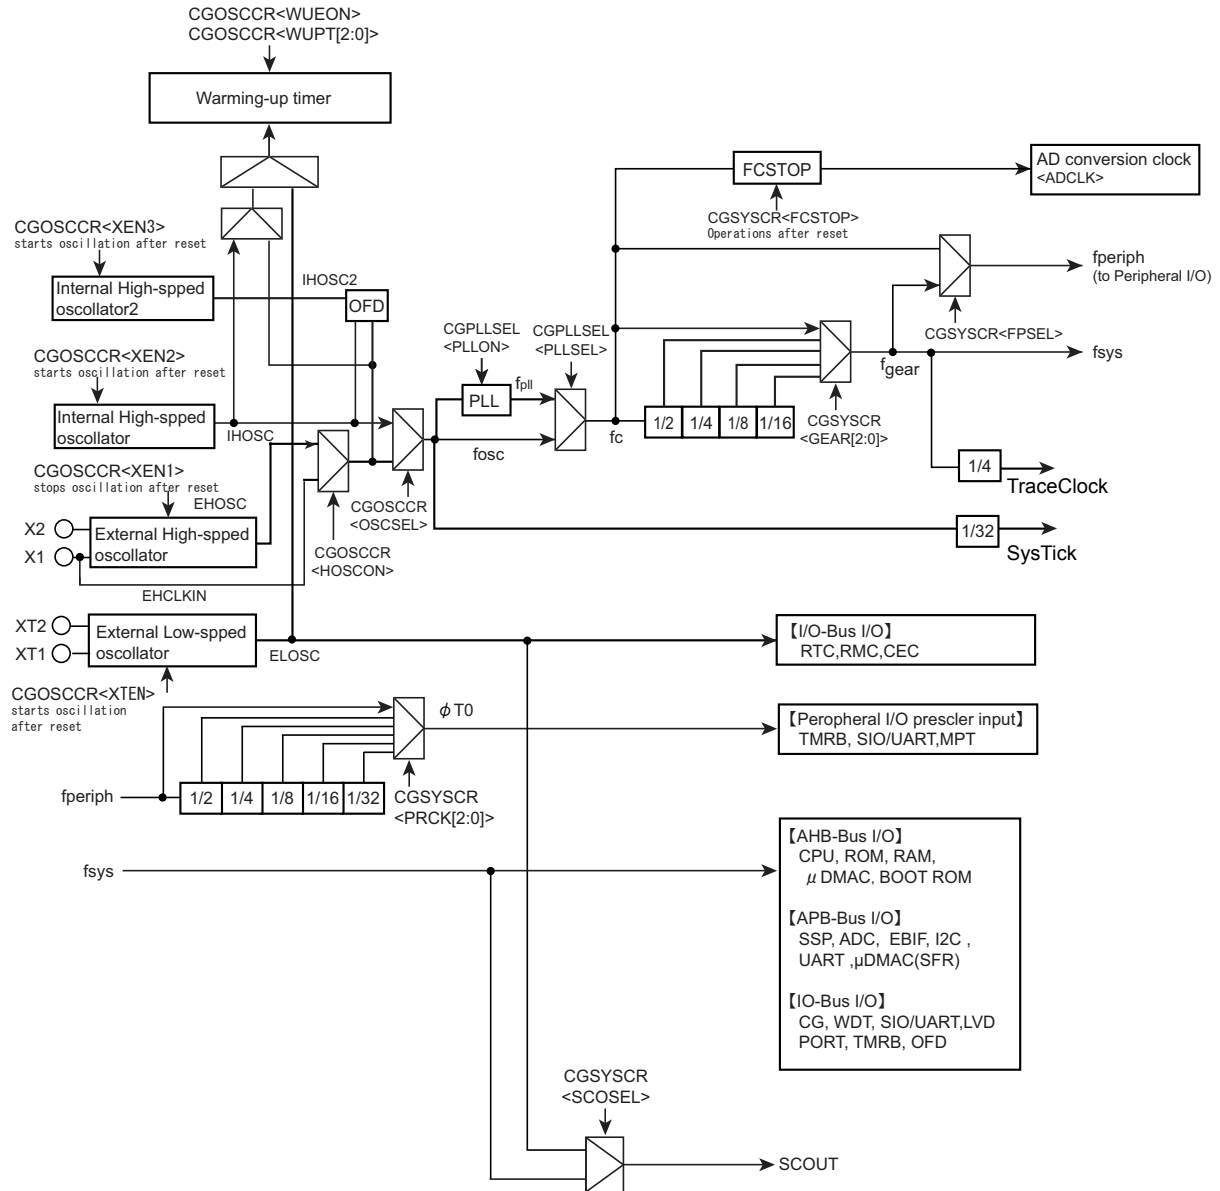 CGOSCCR<WUEON>
CGOSCCR<WUPT[2:0]>
Warming-up timer
FCSTOP
AD conversion clock
<ADCLK>
CGSYSCR<FCSTOP>
Operations after reset
CGOSCCR<XEN3>
starts oscillation after reset
IHOSC2
Internal High-spped
oscollator2
OFD
fperiph
(to Peripheral I/O)
CGSYSCR<FPSEL>
CGOSCCR<XEN2>
starts oscillation after reset
CGPLLSEL
<PLLON>
CGPLLSEL
<PLLSEL>
fsys
fgear
fpll
PLL
Internal High-spped
oscollator
IHOSC
fosc
fc
1/2
1/4
1/8
1/16
CGSYSCR
<GEAR[2:0]>
CGOSCCR<XEN1>
stops oscillation after reset
EHOSC
1/4
TraceClock
CGOSCCR
<OSCSEL>
X2
X1
External High-spped
oscollator
CGOSCCR
<HOSCON>
1/32
SysTick
EHCLKIN
XT2
XT1
External Low-spped
oscollator
ELOSC
【I/O-Bus I/O】
RTC,RMC,CEC
CGOSCCR<XTEN>
starts oscillation
after reset
φT0
【Peropheral I/O prescler input】
TMRB, SIO/UART,MPT
fperiph
1/2
1/4
1/8
1/16
1/32
CGSYSCR
<PRCK[2:0]>
fsys
【AHB-Bus I/O】
CPU, ROM, RAM,
μ DMAC, BOOT ROM
【APB-Bus I/O】
SSP, ADC, EBIF, I2C ,
UART ,μDMAC(SFR)
【IO-Bus I/O】
CG, WDT, SIO/UART,LVD
PORT, TMRB, OFD
CGSYSCR
<SCOSEL>
SCOUT